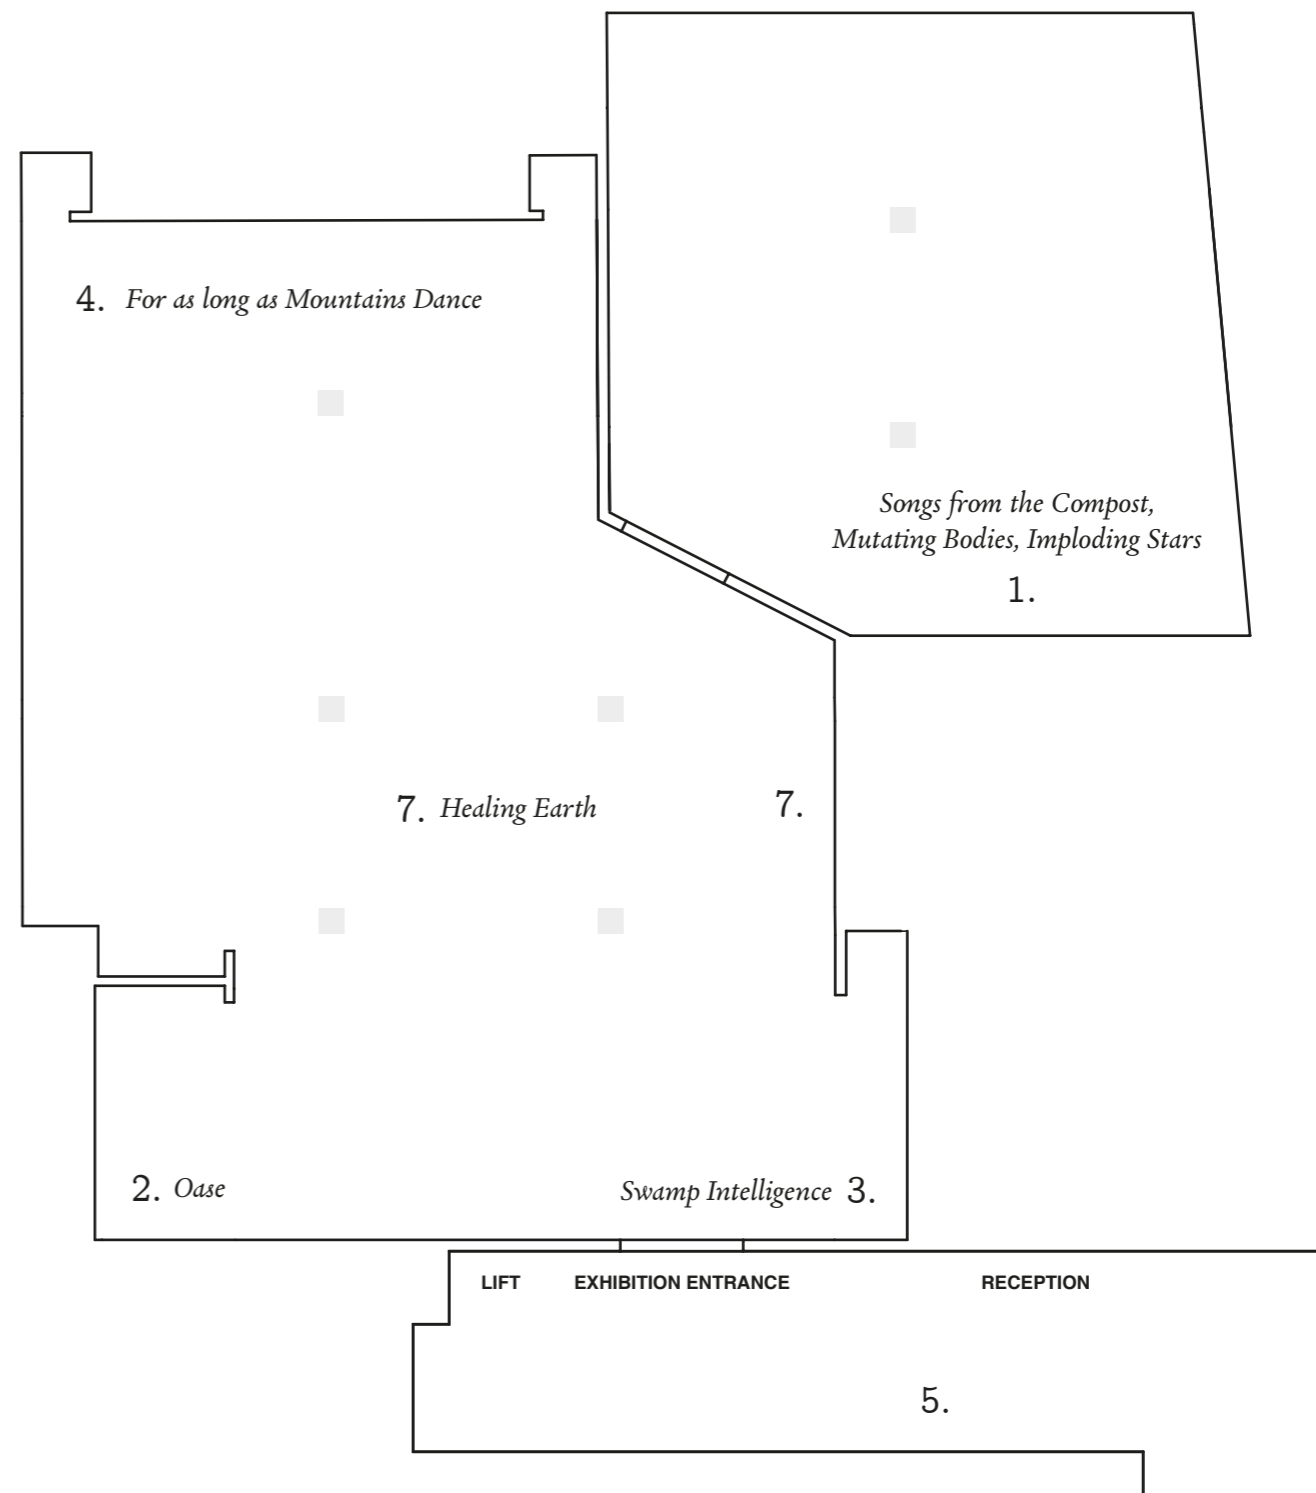 4. For as long as Mountains Dance
Songs from the Compost,
Mutating Bodies, Imploding Stars
1.
7. Healing Earth
7.
2. Oase
Swamp Intelligence 3.
LIFT
EXHIBITION ENTRANCE
RECEPTION
5.